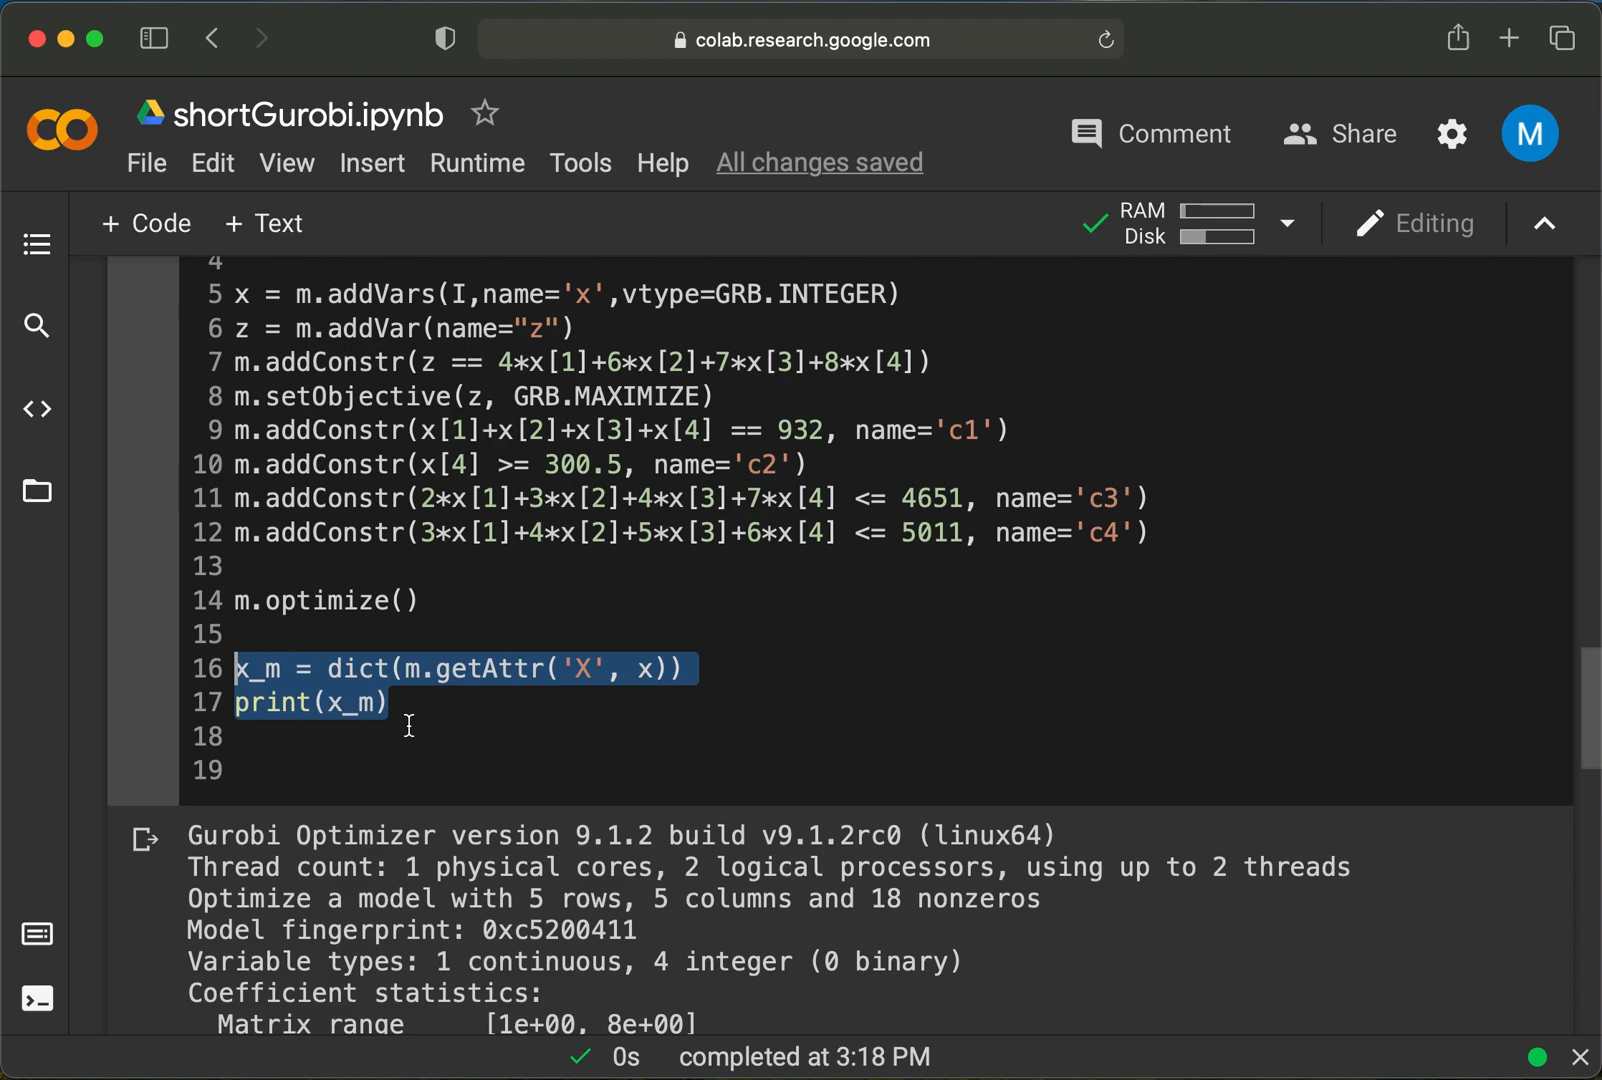 colab.research.google.com
shortGurobi.ipynb
Comment
Share
M
File Edit View Insert Runtime Tools Help All changes saved
+ Code + Text
RAM
Disk
Editing
4
5 x = m.addVars(I,name='x',vtype=GRB.INTEGER)
6 z = m.addVar(name="z")
7 m.addConstr(z == 4*x[1]+6*x[2]+7*x[3]+8*x[4])
8 m.setObjective(z, GRB.MAXIMIZE)
9 m.addConstr(x[1]+x[2]+x[3]+x[4] == 932, name='c1')
10 m.addConstr(x[4] >= 300.5, name='c2')
11 m.addConstr(2*x[1]+3*x[2]+4*x[3]+7*x[4] <= 4651, name='c3')
12 m.addConstr(3*x[1]+4*x[2]+5*x[3]+6*x[4] <= 5011, name='c4')
13
14 m.optimize()
15
16 x_m = dict(m.getAttr('X', x))
17 print(x_m)
18
19
Gurobi Optimizer version 9.1.2 build v9.1.2rc0 (linux64)
Thread count: 1 physical cores, 2 logical processors, using up to 2 threads
Optimize a model with 5 rows, 5 columns and 18 nonzeros
Model fingerprint: 0xc5200411
Variable types: 1 continuous, 4 integer (0 binary)
Coefficient statistics:
Matrix range [1e+00, 8e+00]
0s completed at 3:18 PM